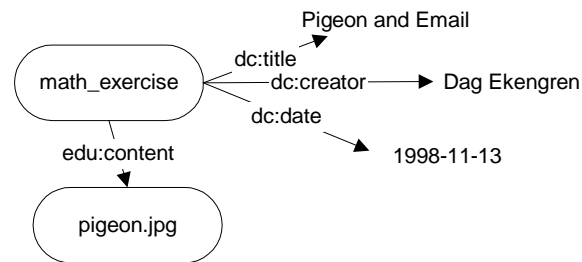 Pigeon and Email
dc:title
math_exercise
dc:creator
Dag Ekengren
dc:date
1998-11-13
edu:content
pigeon.jpg